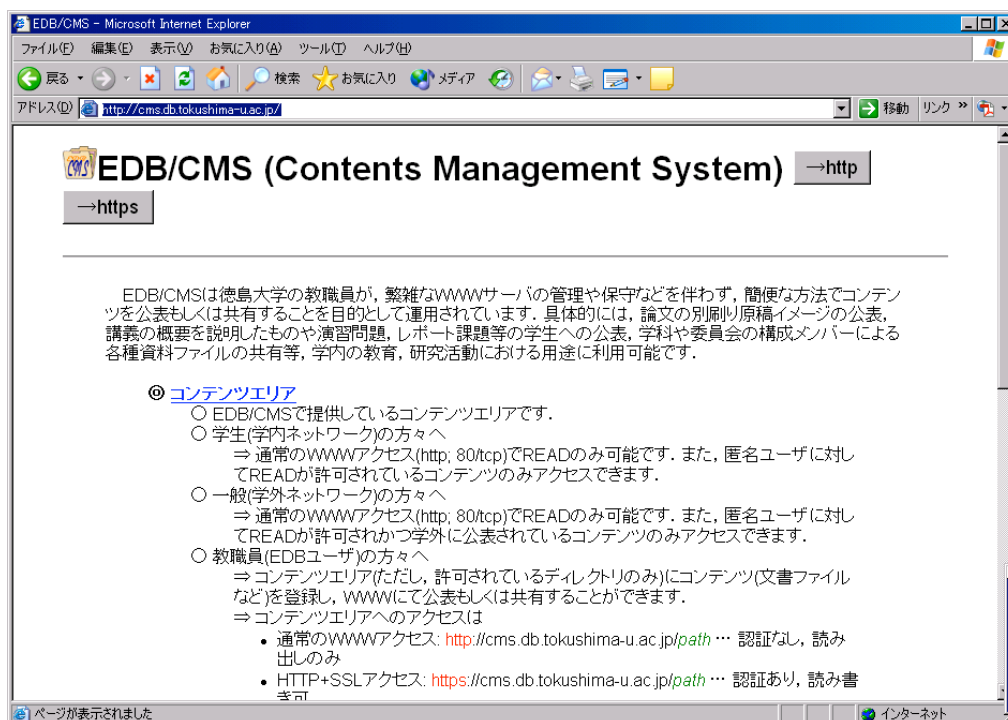 EDB/CMS - Microsoft Internet Explorer
ファイル(F) 編集(E) 表示(V) お気に入り(A) ツール(T) ヘルプ(H)
戻る 検索 お気に入り メディア
アドレス(D) http://cms.db.tokushima-u.ac.jp/ 移動 リンク »
CMS EDB/CMS (Contents Management System) →http
→https
EDB/CMSは徳島大学の教職員が, 繁雑なWWWサーバの管理や保守などを伴わず, 簡便な方法でコンテン
ツを公表もしくは共有することを目的として運用されています. 具体的には, 論文の別刷り原稿イメージの公表,
講義の概要を説明したものや演習問題, レポート課題等の学生への公表, 学科や委員会の構成メンバーによる
各種資料ファイルの共有等, 学内の教育, 研究活動における用途に利用可能です.
◎ コンテンツエリア
○ EDB/CMSで提供しているコンテンツエリアです.
○ 学生(学内ネットワーク)の方々へ
⇒ 通常のWWWアクセス(http; 80/tcp)でREADのみ可能です. また, 匿名ユーザに対し
てREADが許可されているコンテンツのみアクセスできます.
○ 一般(学外ネットワーク)の方々へ
⇒ 通常のWWWアクセス(http; 80/tcp)でREADのみ可能です. また, 匿名ユーザに対し
てREADが許可されかつ学外に公表されているコンテンツのみアクセスできます.
○ 教職員(EDBユーザ)の方々へ
⇒ コンテンツエリア(ただし, 許可されているディレクトリのみ)にコンテンツ(文書ファイル
など)を登録し, WWWにて公表もしくは共有することができます.
⇒ コンテンツエリアへのアクセスは
• 通常のWWWアクセス: http://cms.db.tokushima-u.ac.jp/path … 認証なし, 読み
出しのみ
• HTTP+SSLアクセス: https://cms.db.tokushima-u.ac.jp/path … 認証あり, 読み書
き可
ページが表示されました インターネット